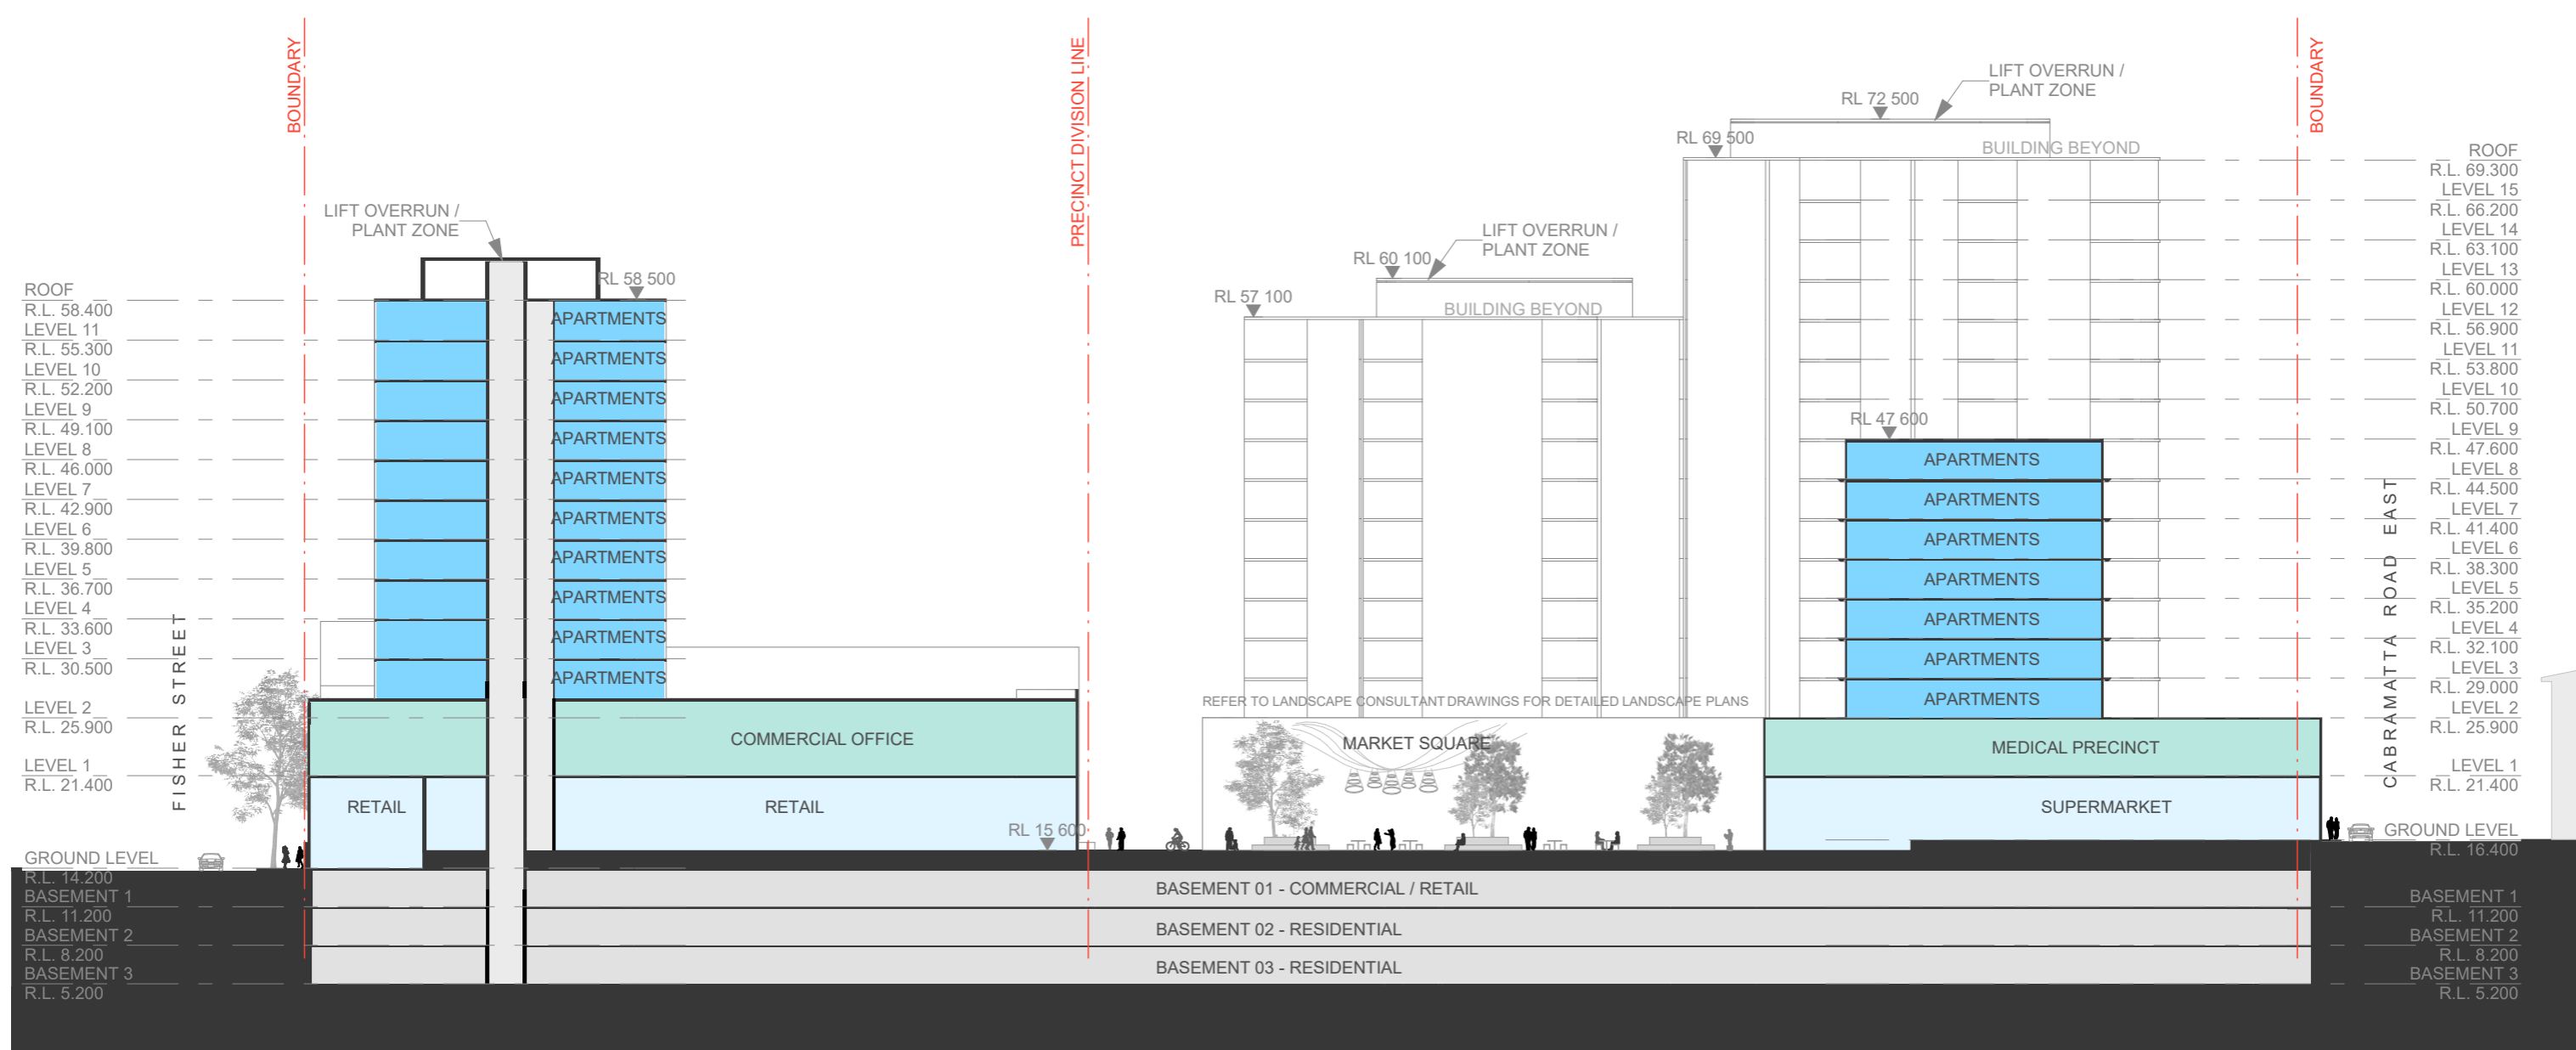 BOUNDARY
PRECINCT DIVISION LINE
BOUNDARY
LIFT OVERRUN /
PLANT ZONE
RL 72 500
RL 69 500
BUILDING BEYOND
LIFT OVERRUN /
PLANT ZONE
RL 58 500
LIFT OVERRUN /
PLANT ZONE
RL 60 100
RL 57 100
BUILDING BEYOND
RL 47 600
ROOF
R.L. 58.400
LEVEL 11
R.L. 55.300
LEVEL 10
R.L. 52.200
LEVEL 9
R.L. 49.100
LEVEL 8
R.L. 46.000
LEVEL 7
R.L. 42.900
LEVEL 6
R.L. 39.800
LEVEL 5
R.L. 36.700
LEVEL 4
R.L. 33.600
LEVEL 3
R.L. 30.500
LEVEL 2
R.L. 25.900
LEVEL 1
R.L. 21.400
GROUND LEVEL
R.L. 14.200
BASEMENT 1
R.L. 11.200
BASEMENT 2
R.L. 8.200
BASEMENT 3
R.L. 5.200
FISHER STREET
APARTMENTS
APARTMENTS
APARTMENTS
APARTMENTS
APARTMENTS
APARTMENTS
APARTMENTS
APARTMENTS
APARTMENTS
APARTMENTS
COMMERCIAL OFFICE
RETAIL
RETAIL
RL 15 600
REFER TO LANDSCAPE CONSULTANT DRAWINGS FOR DETAILED LANDSCAPE PLANS
MARKET SQUARE
APARTMENTS
APARTMENTS
APARTMENTS
APARTMENTS
APARTMENTS
APARTMENTS
APARTMENTS
MEDICAL PRECINCT
SUPERMARKET
BASEMENT 01 - COMMERCIAL / RETAIL
BASEMENT 02 - RESIDENTIAL
BASEMENT 03 - RESIDENTIAL
CABRAMATTA ROAD EAST
ROOF
R.L. 69.300
LEVEL 15
R.L. 66.200
LEVEL 14
R.L. 63.100
LEVEL 13
R.L. 60.000
LEVEL 12
R.L. 56.900
LEVEL 11
R.L. 53.800
LEVEL 10
R.L. 50.700
LEVEL 9
R.L. 47.600
LEVEL 8
R.L. 44.500
LEVEL 7
R.L. 41.400
LEVEL 6
R.L. 38.300
LEVEL 5
R.L. 35.200
LEVEL 4
R.L. 32.100
LEVEL 3
R.L. 29.000
LEVEL 2
R.L. 25.900
LEVEL 1
R.L. 21.400
GROUND LEVEL
R.L. 16.400
BASEMENT 1
R.L. 11.200
BASEMENT 2
R.L. 8.200
BASEMENT 3
R.L. 5.200